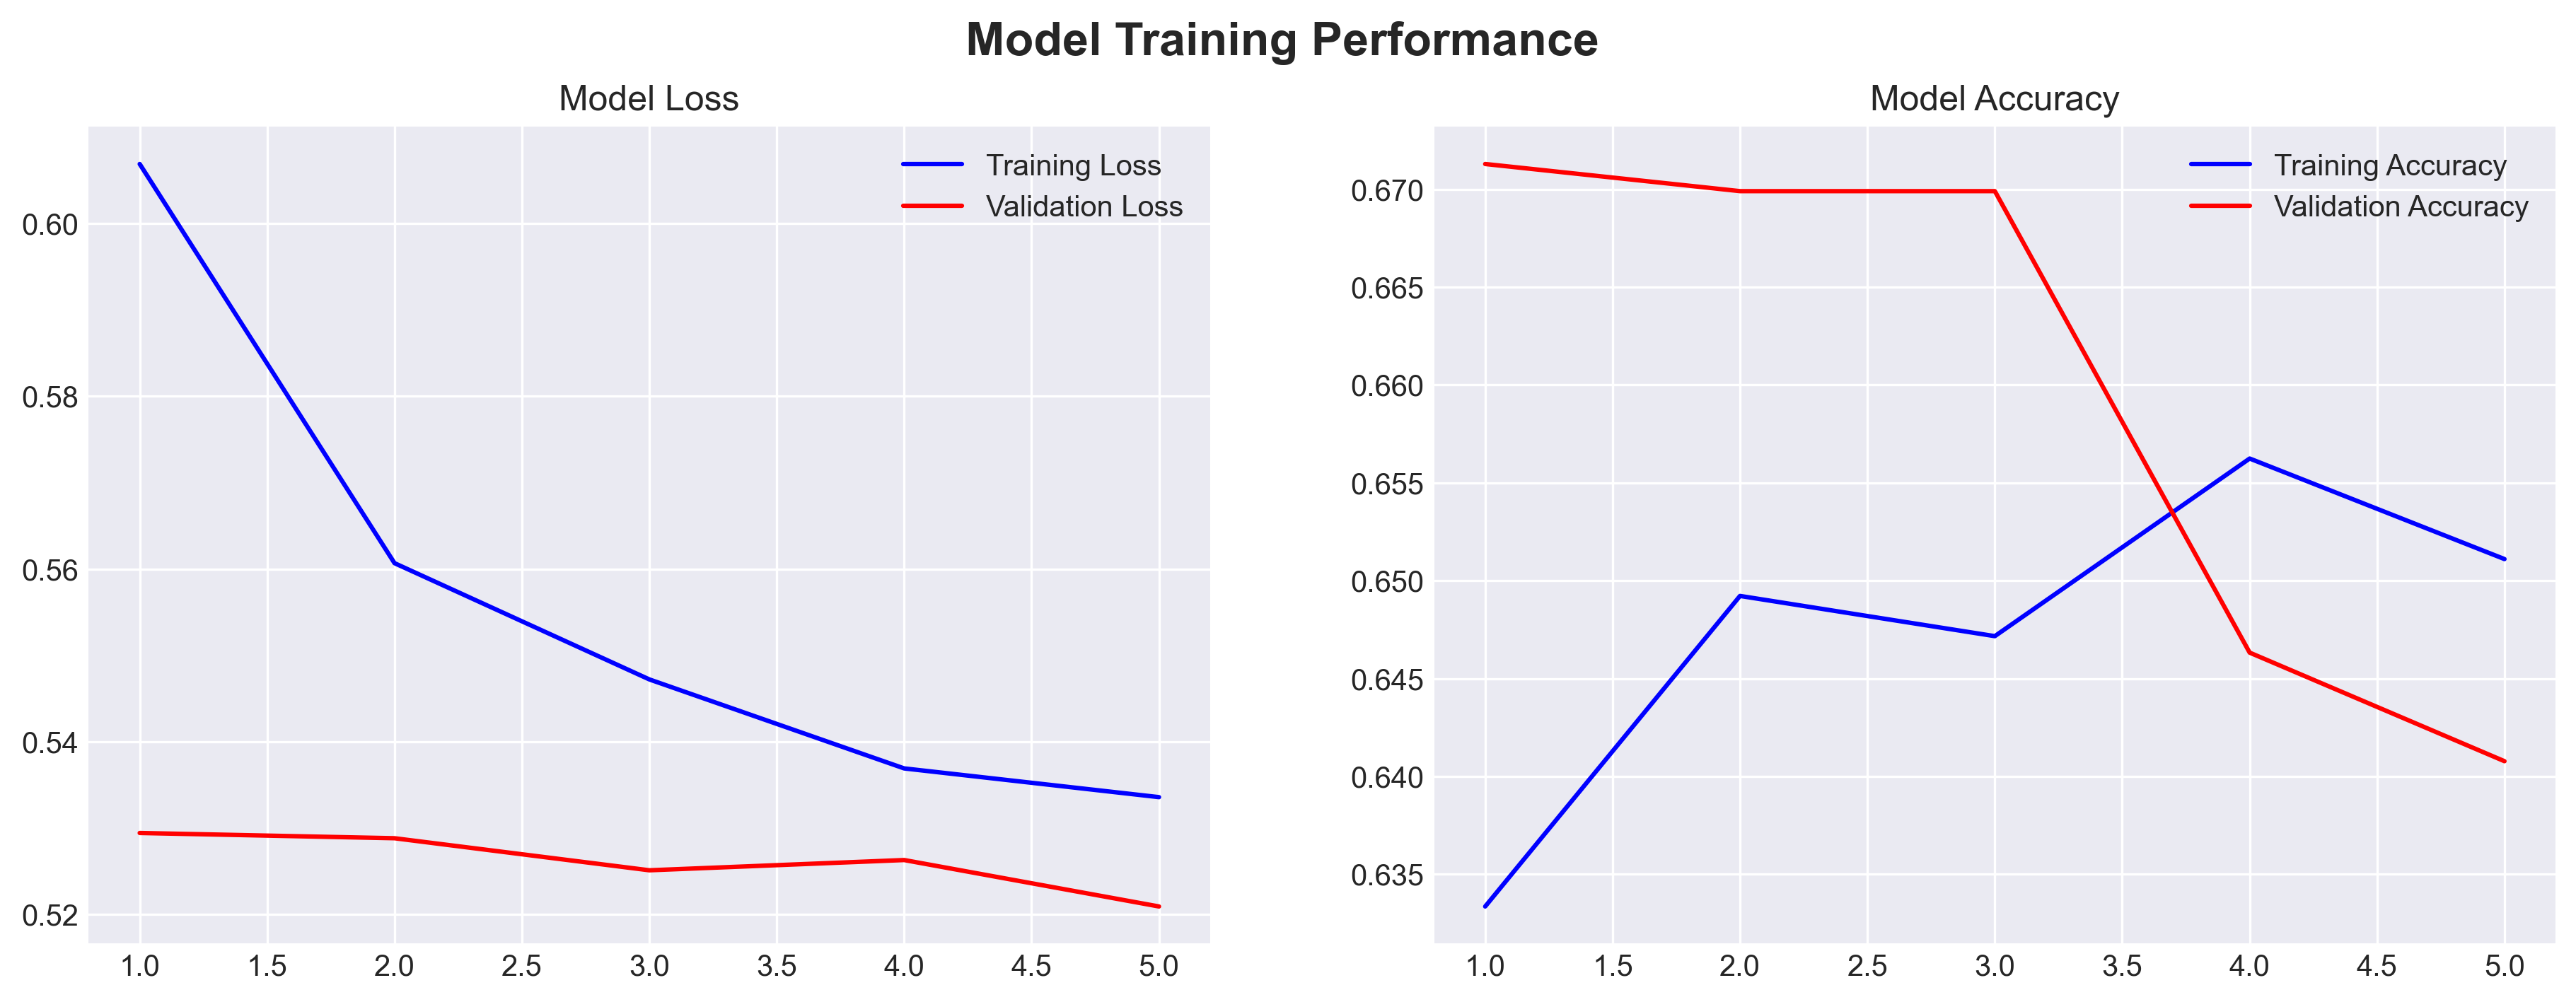 Model Training Performance
Model Loss
Training Loss
Validation Loss
0.60
0.58
0.56
0.54
0.52
1.0 1.5 2.0 2.5 3.0 3.5 4.0 4.5 5.0
Model Accuracy
Training Accuracy
Validation Accuracy
0.670
0.665
0.660
0.655
0.650
0.645
0.640
0.635
1.0 1.5 2.0 2.5 3.0 3.5 4.0 4.5 5.0